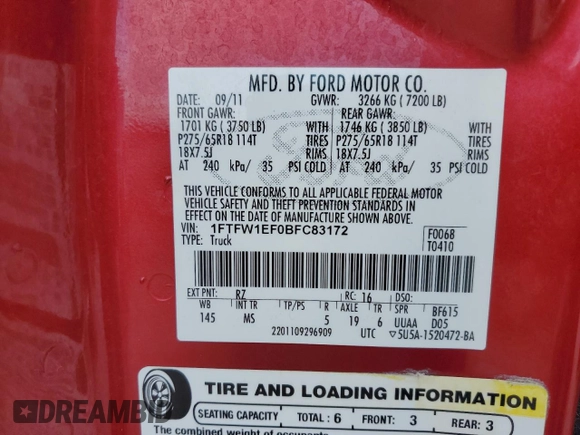 MFD. BY FORD MOTOR CO.
DATE: 09/11 GVWR: 3266 KG ( 7200 LB)
FRONT GAWR: REAR GAWR:
1701 KG ( 3750 LB) WITH 1746 KG ( 3850 LB) WITH
P275/65R18 114T TIRES P275/65R18 114T TIRES
18X7.5J RIMS 18X7.5J RIMS
AT 240 kPa/ 35 PSI COLD AT 240 kPa/ 35 PSI COLD
THIS VEHICLE CONFORMS TO ALL APPLICABLE FEDERAL MOTOR
VEHICLE SAFETY AND THEFT PREVENTION STANDARDS IN
EFFECT ON THE DATE OF MANUFACTURE SHOWN ABOVE.
VIN: 1FTFW1EF0BFC83172 F0068
TYPE: Truck T0410
EXT PNT: RZ RC: 16 DSO:
WB INT TR TP/PS R AXLE TR SPR BF615
145 MS 5 19 6 UUAA D05
2201109296909 UTC ▽5U5A-1520472-BA
TIRE AND LOADING INFORMATION
SEATING CAPACITY TOTAL : 6 FRONT: 3 REAR: 3
The combined weight of occupants
DREAMBID